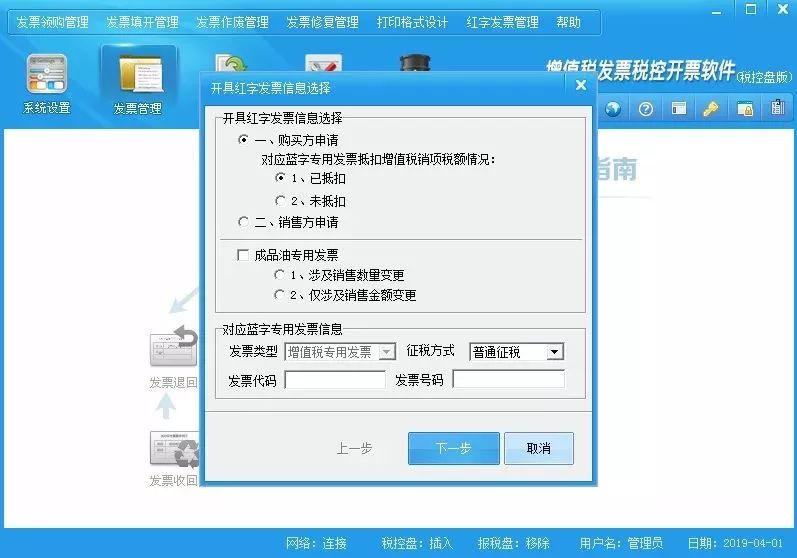 发票领购管理 发票填开管理 发票作废管理 发票修复管理 打印格式设计 红字发票管理 帮助
系统设置 发票管理 增值税发票税控开票软件(税控盘版)
开具红字发票信息选择
指南
开具红字发票信息选择
一、购买方申请
对应蓝字专用发票抵扣增值税销项税额情况：
1、已抵扣
2、未抵扣
二、销售方申请
成品油专用发票
1、涉及销售数量变更
2、仅涉及销售金额变更
对应蓝字专用发票信息
发票类型 增值税专用发票 征税方式 普通征税
发票代码 发票号码
发票退回
上一步 下一步 取消
发票收回
网络：连接 税控盘：插入 报税盘：移除 用户名：管理员 日期：2019-04-01